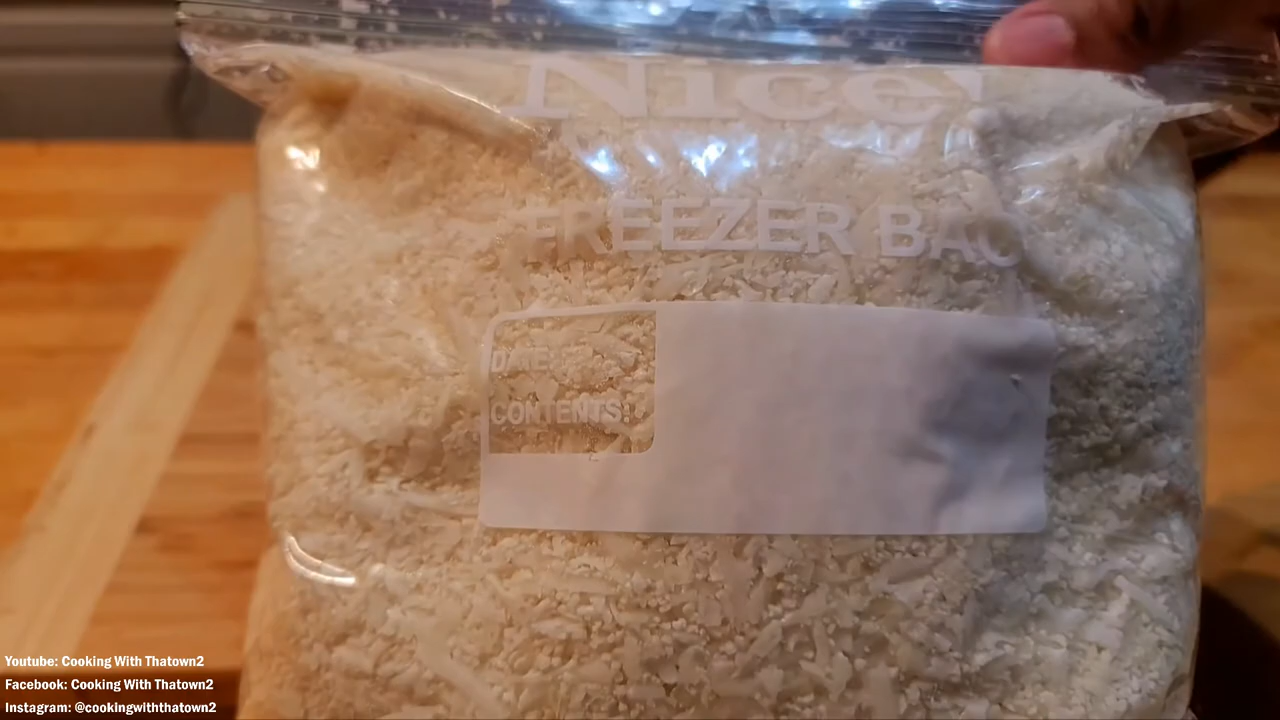 Nice!
FREEZER BAG
DATE:
CONTENTS:
Youtube: Cooking With Thatown2
Facebook: Cooking With Thatown2
Instagram: @cookingwiththatown2